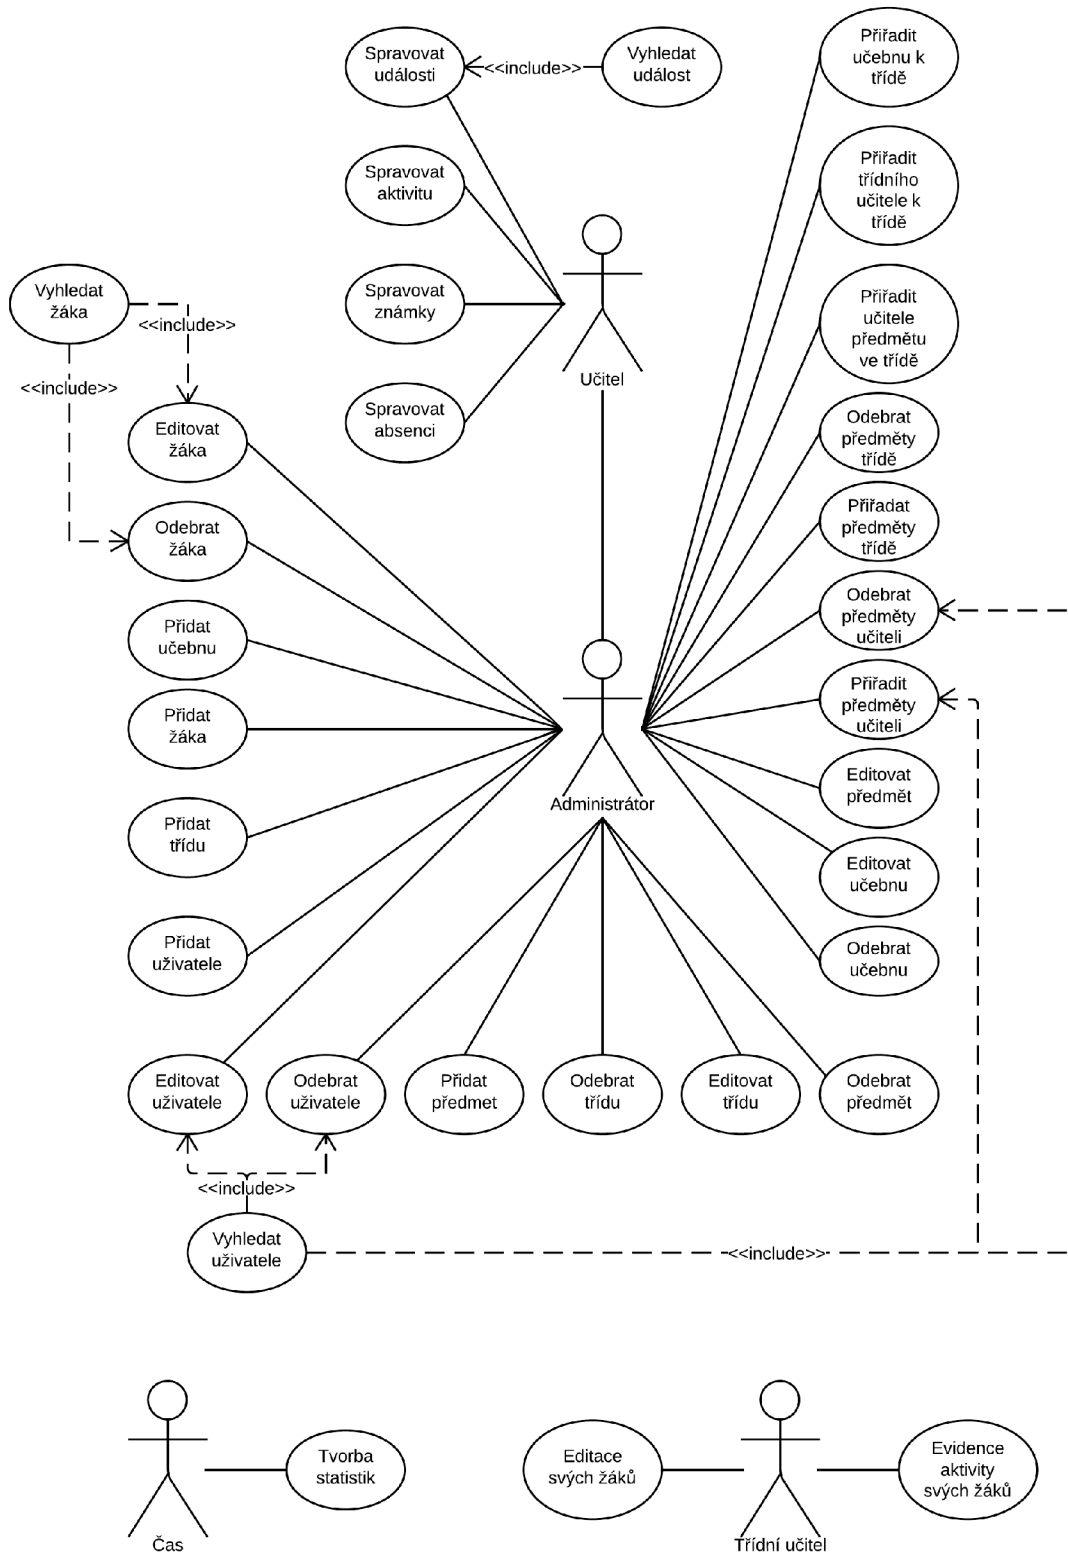 Spravovat
události
<<include>>
Vyhledat
událost
Přiřadit
učebnu k
třídě
Spravovat
aktivitu
Přiřadit
třídního
učitele k
třídě
Vyhledat
žáka
<<include>>
<<include>>
Spravovat
známky
Učitel
Přiřadit
učitele
předmětu
ve třídě
Editovat
žáka
Spravovat
absenci
Odebrat
předměty
třídě
Odebrat
žáka
Přiřadat
předměty
třídě
Přidat
učebnu
Odebrat
předměty
učiteli
Přidat
žáka
Přiřadit
předměty
učiteli
Administrátor
Editovat
předmět
Přidat
třídu
Editovat
učebnu
Přidat
uživatele
Odebrat
učebnu
Editovat
uživatele
Odebrat
uživatele
Přidat
předmet
Odebrat
třídu
Editovat
třídu
Odebrat
předmět
<<include>>
Vyhledat
uživatele
<<include>>
Čas
Tvorba
statistik
Editace
svých žáků
Třídní učitel
Evidence
aktivity
svých žáků